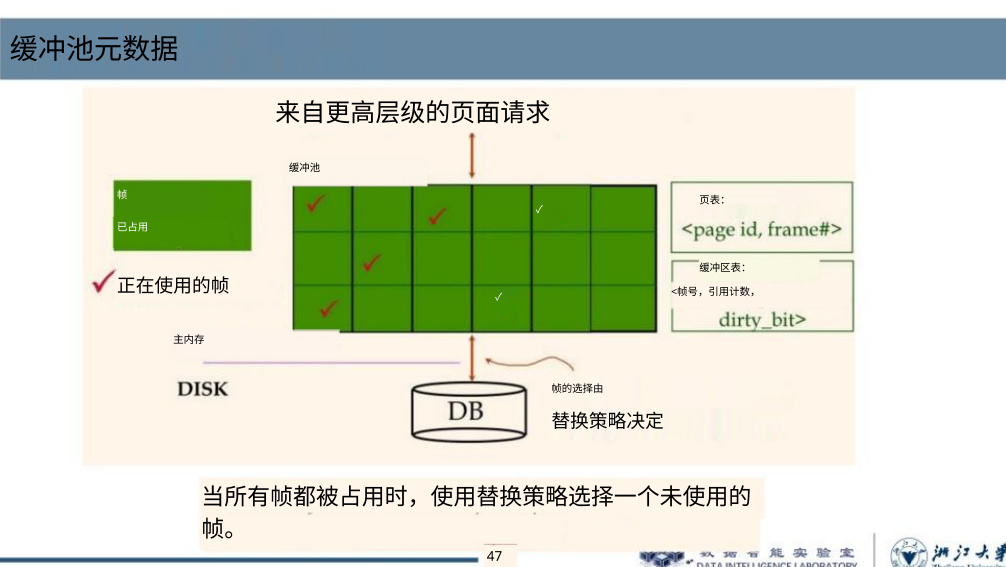 缓冲池元数据
来自更高层级的页面请求
缓冲池
帧
已占用
正在使用的帧
页表：
<page id, frame#>
缓冲区表：
<帧号，引用计数，
dirty_bit>
主内存
DISK
DB
帧的选择由
替换策略决定
当所有帧都被占用时，使用替换策略选择一个未使用的
帧。
47
数据智能实验室
DATA INTELLIGENCE LABORATORY
浙江大学